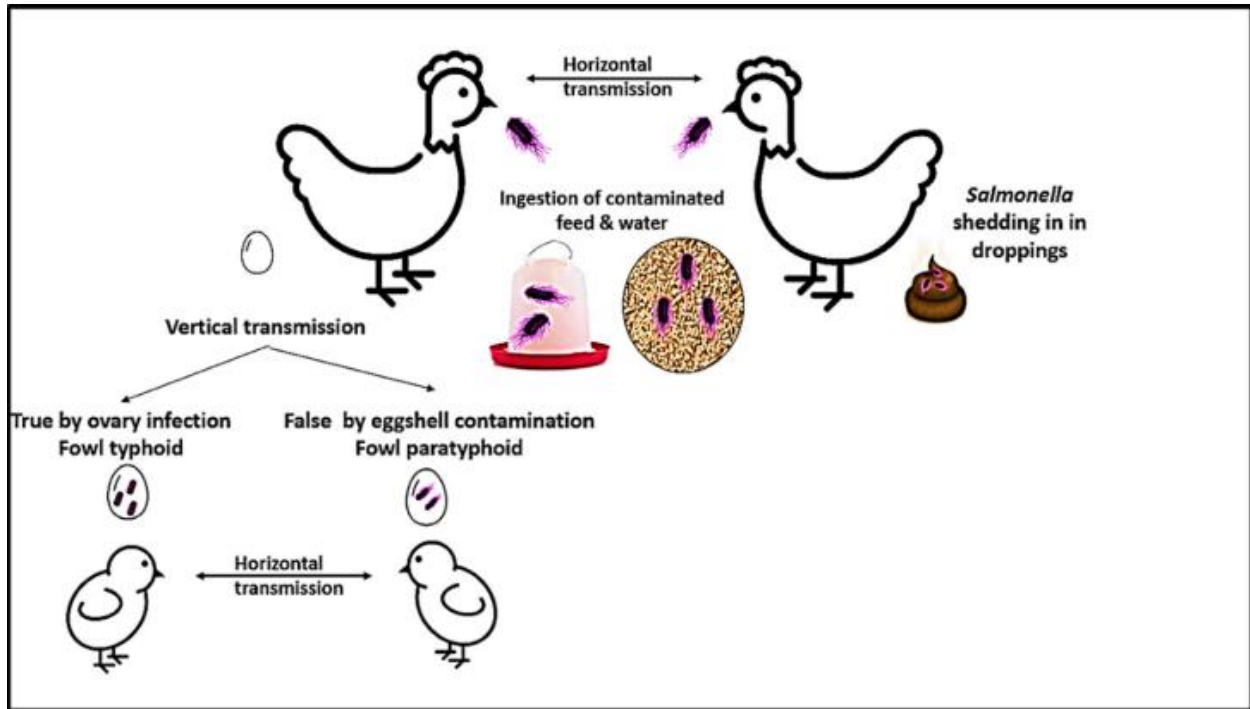 Horizontal
transmission
Ingestion of contaminated
feed & water
Salmonella
shedding in in
droppings
Vertical transmission
True by ovary infection
Fowl typhoid
False by eggshell contamination
Fowl paratyphoid
Horizontal
transmission